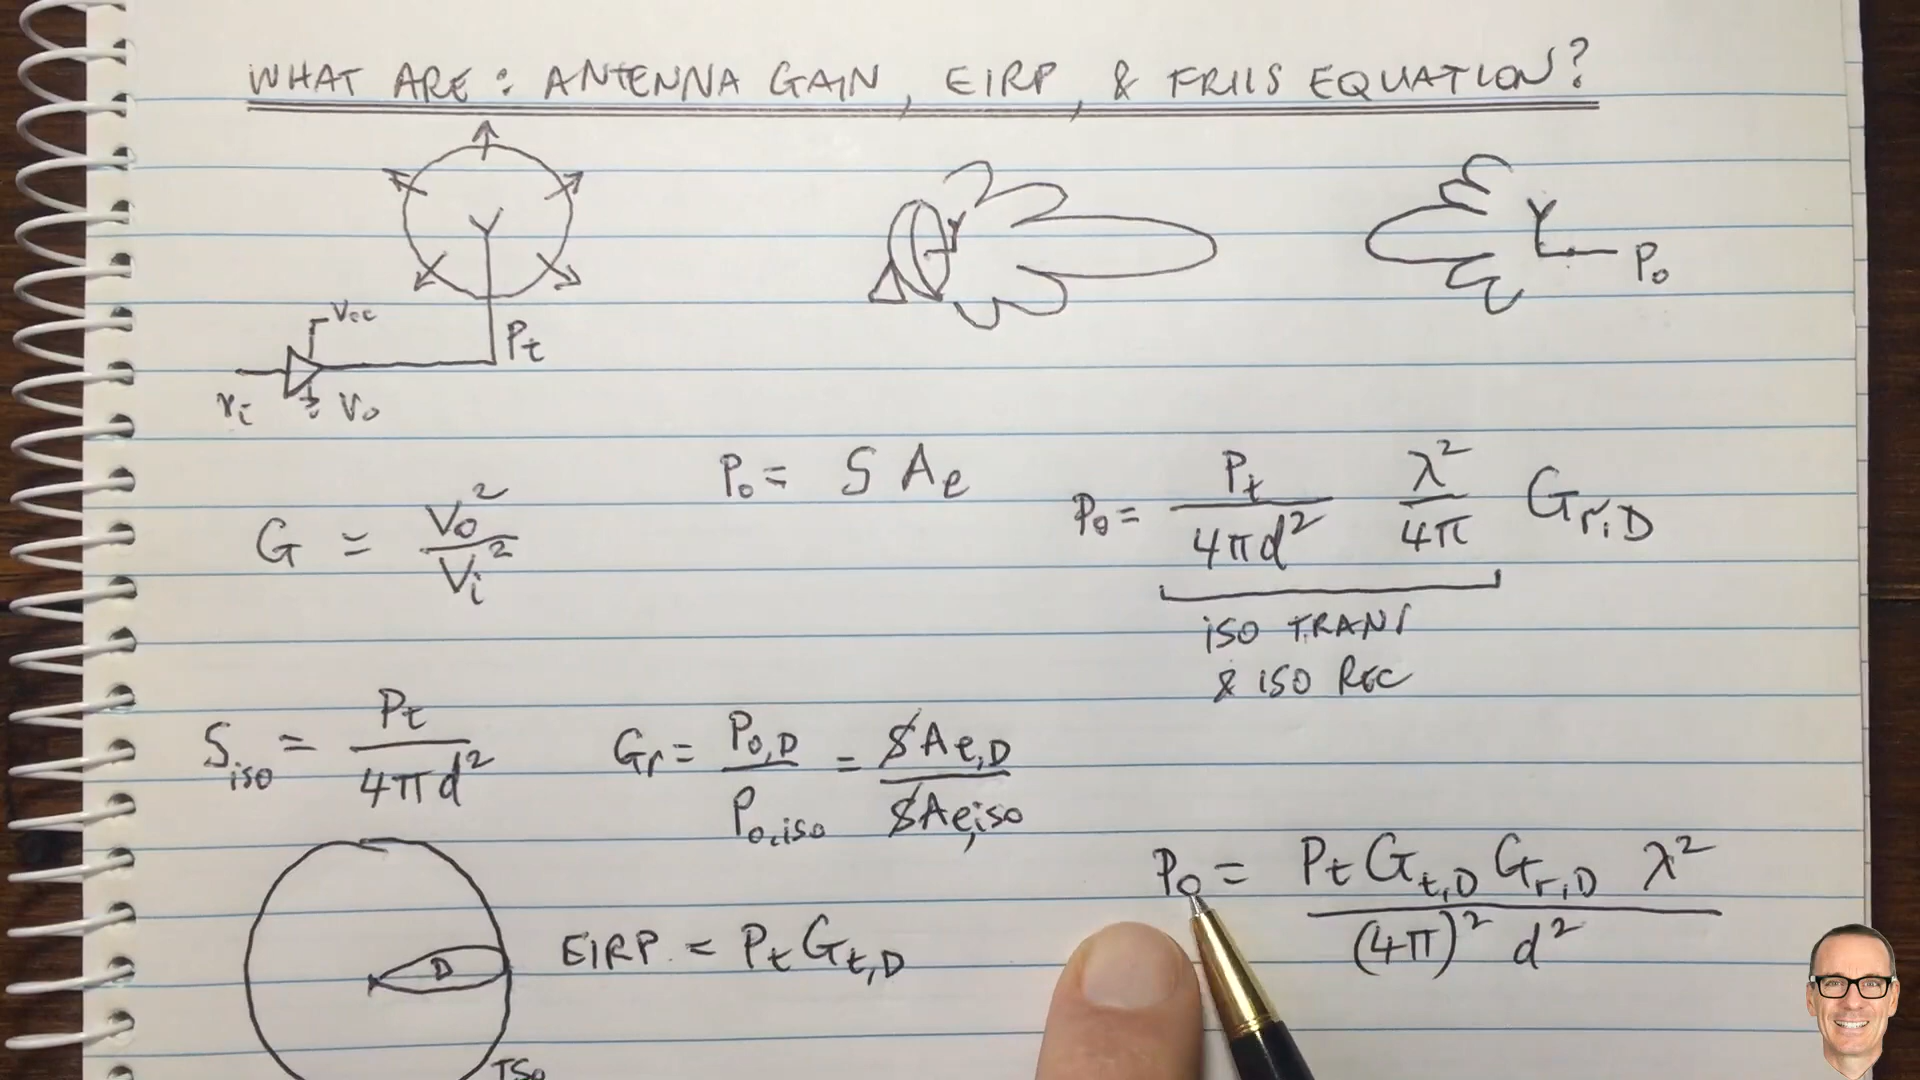 WHAT ARE: ANTENNA GAIN, EIRP, & FRIIS EQUATION?
Vcc
Pt
Vi
Vo
Po
G = Vo² / Vi²
Po = S Ae
Po = Pt / 4πd² λ² / 4π Gr,D
ISO TRANS
& ISO REC
Siso = Pt / 4πd²
Gr = Po,D / Po,iso = SAe,D / SAe,iso
Po = Pt Gt,D Gr,D λ² / (4π)² d²
D
EIRP = Pt Gt,D
ISO